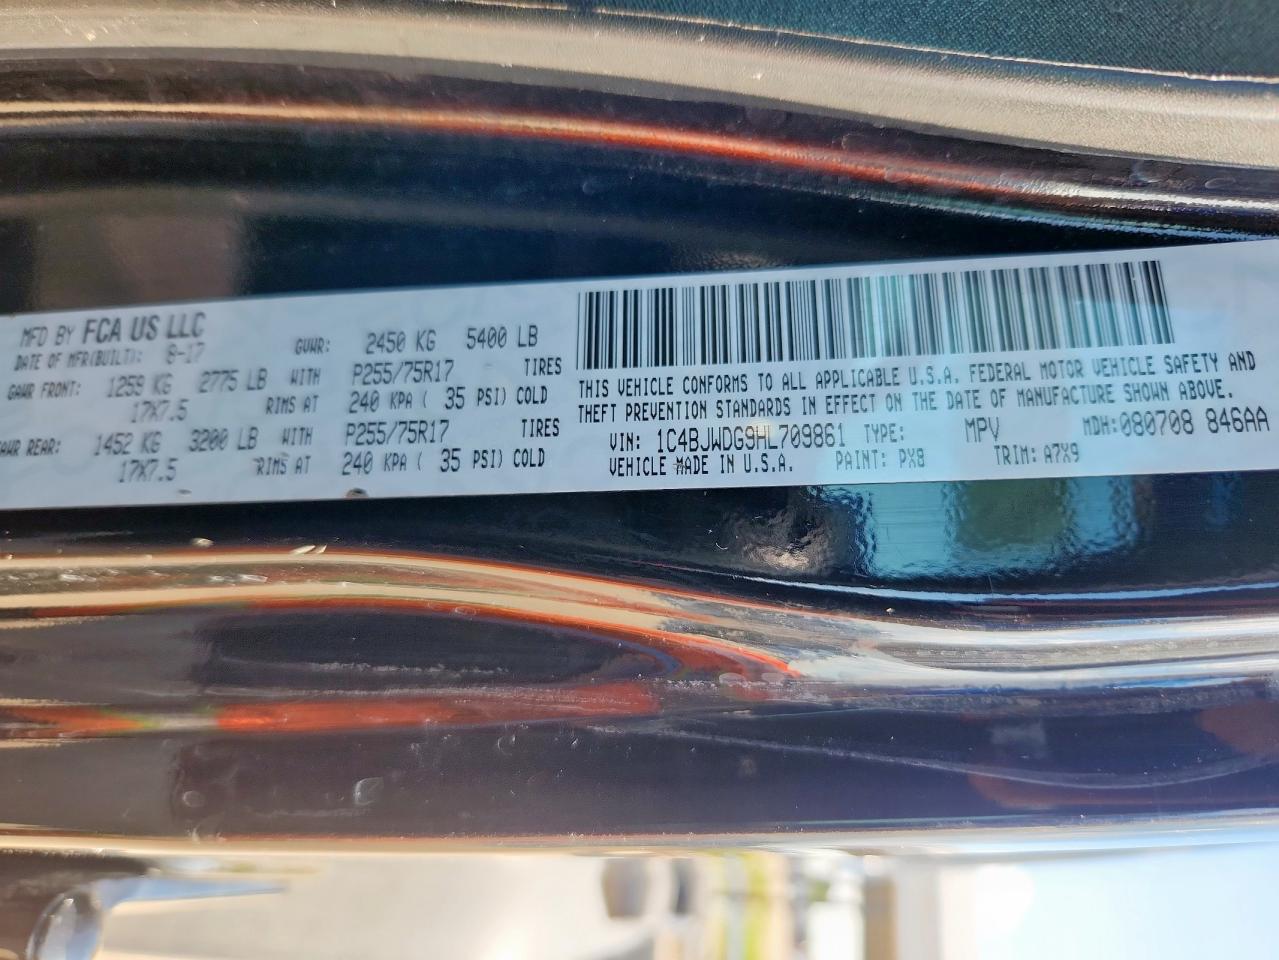 MFD BY FCA US LLC
DATE OF MFR(BUILT): 8-17 GVWR: 2450 KG 5400 LB
GAWR FRONT: 1259 KG 2775 LB WITH P255/75R17 TIRES
17X7.5 RIMS AT 240 KPA ( 35 PSI) COLD
GAWR REAR: 1452 KG 3200 LB WITH P255/75R17 TIRES
17X7.5 RIMS AT 240 KPA ( 35 PSI) COLD
THIS VEHICLE CONFORMS TO ALL APPLICABLE U.S.A. FEDERAL MOTOR VEHICLE SAFETY AND
THEFT PREVENTION STANDARDS IN EFFECT ON THE DATE OF MANUFACTURE SHOWN ABOVE.
VIN: 1C4BJWDG9HL709861 TYPE: MPV MDH:080708 846AA
VEHICLE MADE IN U.S.A. PAINT: PX8 TRIM: A7X9